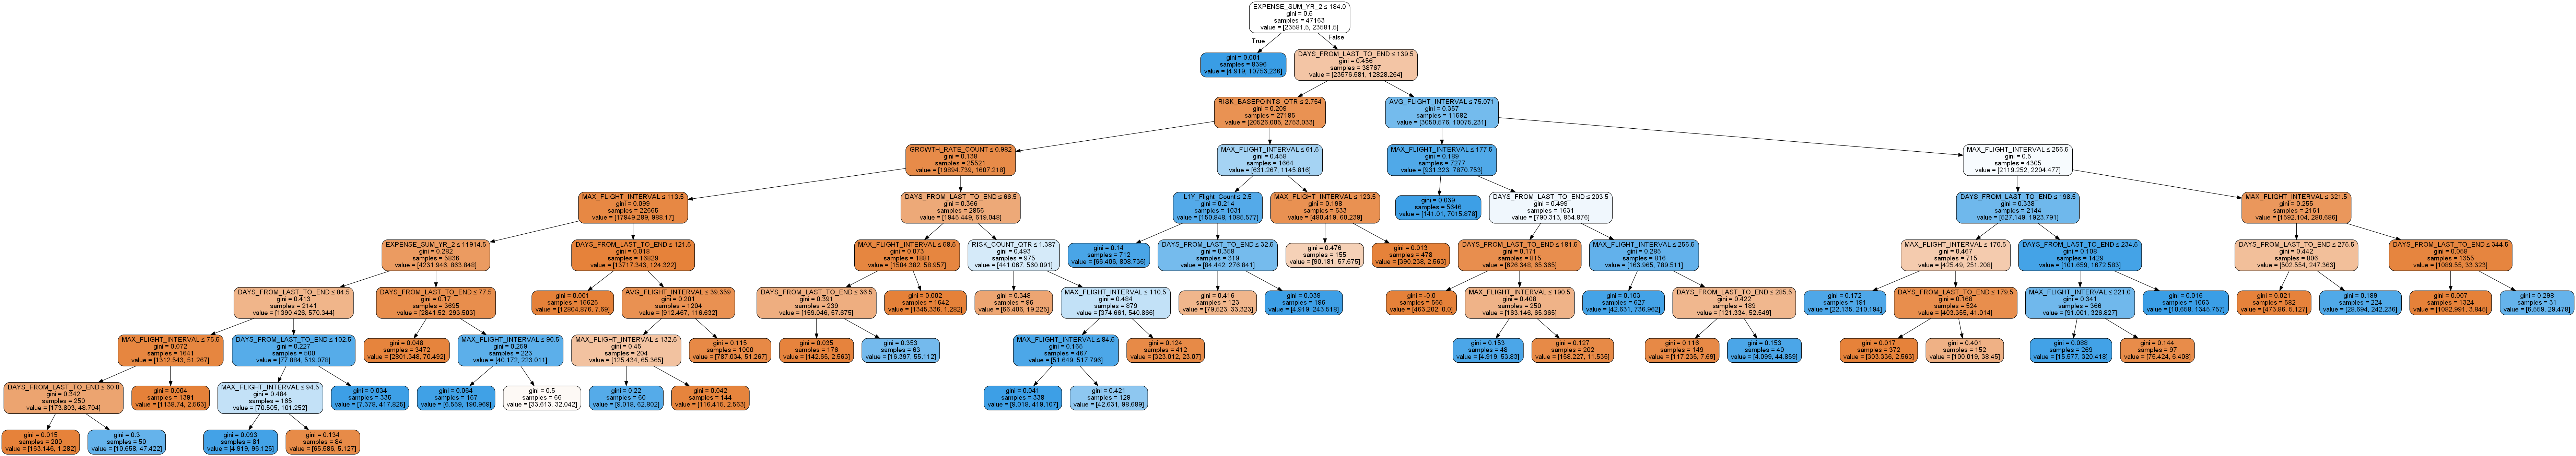 EXPENSE_SUM_YR_2 ≤ 184.0
gini = 0.5
samples = 47163
value = [23581.5, 23581.5]
True
False
gini = 0.001
samples = 8396
value = [4.919, 10753.236]
DAYS_FROM_LAST_TO_END ≤ 139.5
gini = 0.456
samples = 38767
value = [23576.581, 12828.264]
RISK_BASEPOINTS_QTR ≤ 2.754
gini = 0.209
samples = 27185
value = [20526.005, 2753.033]
AVG_FLIGHT_INTERVAL ≤ 75.071
gini = 0.357
samples = 11582
value = [3050.576, 10075.231]
GROWTH_RATE_COUNT ≤ 0.982
gini = 0.138
samples = 25521
value = [19894.739, 1607.218]
MAX_FLIGHT_INTERVAL ≤ 61.5
gini = 0.458
samples = 1664
value = [631.267, 1145.816]
MAX_FLIGHT_INTERVAL ≤ 177.5
gini = 0.189
samples = 7277
value = [931.323, 7870.753]
MAX_FLIGHT_INTERVAL ≤ 256.5
gini = 0.5
samples = 4305
value = [2119.252, 2204.477]
MAX_FLIGHT_INTERVAL ≤ 113.5
gini = 0.099
samples = 22665
value = [17949.289, 988.17]
DAYS_FROM_LAST_TO_END ≤ 66.5
gini = 0.366
samples = 2856
value = [1945.449, 619.048]
L1Y_Flight_Count ≤ 2.5
gini = 0.214
samples = 1031
value = [150.848, 1085.577]
MAX_FLIGHT_INTERVAL ≤ 123.5
gini = 0.198
samples = 633
value = [480.419, 60.239]
gini = 0.039
samples = 5646
value = [141.01, 7015.878]
DAYS_FROM_LAST_TO_END ≤ 203.5
gini = 0.499
samples = 1631
value = [790.313, 854.876]
DAYS_FROM_LAST_TO_END ≤ 198.5
gini = 0.338
samples = 2144
value = [527.149, 1923.791]
MAX_FLIGHT_INTERVAL ≤ 321.5
gini = 0.255
samples = 2161
value = [1592.104, 280.686]
EXPENSE_SUM_YR_2 ≤ 11914.5
gini = 0.282
samples = 5836
value = [4231.946, 863.848]
DAYS_FROM_LAST_TO_END ≤ 121.5
gini = 0.018
samples = 16829
value = [13717.343, 124.322]
MAX_FLIGHT_INTERVAL ≤ 58.5
gini = 0.073
samples = 1881
value = [1504.382, 58.957]
RISK_COUNT_QTR ≤ 1.387
gini = 0.493
samples = 975
value = [441.067, 560.091]
gini = 0.14
samples = 712
value = [66.406, 808.736]
DAYS_FROM_LAST_TO_END ≤ 32.5
gini = 0.358
samples = 319
value = [84.442, 276.841]
gini = 0.476
samples = 155
value = [90.181, 57.675]
gini = 0.013
samples = 478
value = [390.238, 2.563]
DAYS_FROM_LAST_TO_END ≤ 181.5
gini = 0.171
samples = 815
value = [626.348, 65.365]
MAX_FLIGHT_INTERVAL ≤ 256.5
gini = 0.285
samples = 816
value = [163.965, 789.511]
MAX_FLIGHT_INTERVAL ≤ 170.5
gini = 0.467
samples = 715
value = [425.49, 251.208]
DAYS_FROM_LAST_TO_END ≤ 234.5
gini = 0.108
samples = 1429
value = [101.659, 1672.583]
DAYS_FROM_LAST_TO_END ≤ 275.5
gini = 0.442
samples = 806
value = [502.554, 247.363]
DAYS_FROM_LAST_TO_END ≤ 344.5
gini = 0.058
samples = 1355
value = [1089.55, 33.323]
DAYS_FROM_LAST_TO_END ≤ 84.5
gini = 0.413
samples = 2141
value = [1390.426, 570.344]
DAYS_FROM_LAST_TO_END ≤ 77.5
gini = 0.17
samples = 3695
value = [2841.52, 293.503]
gini = 0.001
samples = 15625
value = [12804.876, 7.69]
AVG_FLIGHT_INTERVAL ≤ 39.359
gini = 0.201
samples = 1204
value = [912.467, 116.632]
DAYS_FROM_LAST_TO_END ≤ 36.5
gini = 0.391
samples = 239
value = [159.046, 57.675]
gini = 0.002
samples = 1642
value = [1345.336, 1.282]
gini = 0.348
samples = 96
value = [66.406, 19.225]
MAX_FLIGHT_INTERVAL ≤ 110.5
gini = 0.484
samples = 879
value = [374.661, 540.866]
gini = 0.416
samples = 123
value = [79.523, 33.323]
gini = 0.039
samples = 196
value = [4.919, 243.518]
gini = -0.0
samples = 565
value = [463.202, 0.0]
MAX_FLIGHT_INTERVAL ≤ 190.5
gini = 0.408
samples = 250
value = [163.146, 65.365]
gini = 0.103
samples = 627
value = [42.631, 736.962]
DAYS_FROM_LAST_TO_END ≤ 285.5
gini = 0.422
samples = 189
value = [121.334, 52.549]
gini = 0.172
samples = 191
value = [22.135, 210.194]
DAYS_FROM_LAST_TO_END ≤ 179.5
gini = 0.168
samples = 524
value = [403.355, 41.014]
MAX_FLIGHT_INTERVAL ≤ 221.0
gini = 0.341
samples = 366
value = [91.001, 326.827]
gini = 0.016
samples = 1063
value = [10.658, 1345.757]
gini = 0.021
samples = 582
value = [473.86, 5.127]
gini = 0.189
samples = 224
value = [28.694, 242.236]
gini = 0.007
samples = 1324
value = [1082.991, 3.845]
gini = 0.298
samples = 31
value = [6.559, 29.478]
MAX_FLIGHT_INTERVAL ≤ 75.5
gini = 0.072
samples = 1641
value = [1312.543, 51.267]
DAYS_FROM_LAST_TO_END ≤ 102.5
gini = 0.227
samples = 500
value = [77.884, 519.078]
gini = 0.048
samples = 3472
value = [2801.348, 70.492]
MAX_FLIGHT_INTERVAL ≤ 90.5
gini = 0.259
samples = 223
value = [40.172, 223.011]
MAX_FLIGHT_INTERVAL ≤ 132.5
gini = 0.45
samples = 204
value = [125.434, 65.365]
gini = 0.115
samples = 1000
value = [787.034, 51.267]
gini = 0.035
samples = 176
value = [142.65, 2.563]
gini = 0.353
samples = 63
value = [16.397, 55.112]
MAX_FLIGHT_INTERVAL ≤ 84.5
gini = 0.165
samples = 467
value = [51.649, 517.796]
gini = 0.124
samples = 412
value = [323.012, 23.07]
gini = 0.153
samples = 48
value = [4.919, 53.83]
gini = 0.127
samples = 202
value = [158.227, 11.535]
gini = 0.116
samples = 149
value = [117.235, 7.69]
gini = 0.153
samples = 40
value = [4.099, 44.859]
gini = 0.017
samples = 372
value = [303.336, 2.563]
gini = 0.401
samples = 152
value = [100.019, 38.45]
gini = 0.088
samples = 269
value = [15.577, 320.418]
gini = 0.144
samples = 97
value = [75.424, 6.408]
DAYS_FROM_LAST_TO_END ≤ 60.0
gini = 0.342
samples = 250
value = [173.803, 48.704]
gini = 0.004
samples = 1391
value = [1138.74, 2.563]
MAX_FLIGHT_INTERVAL ≤ 94.5
gini = 0.484
samples = 165
value = [70.505, 101.252]
gini = 0.034
samples = 335
value = [7.378, 417.825]
gini = 0.064
samples = 157
value = [6.559, 190.969]
gini = 0.5
samples = 66
value = [33.613, 32.042]
gini = 0.22
samples = 60
value = [9.018, 62.802]
gini = 0.042
samples = 144
value = [116.415, 2.563]
gini = 0.041
samples = 338
value = [9.018, 419.107]
gini = 0.421
samples = 129
value = [42.631, 98.689]
gini = 0.015
samples = 200
value = [163.146, 1.282]
gini = 0.3
samples = 50
value = [10.658, 47.422]
gini = 0.093
samples = 81
value = [4.919, 96.125]
gini = 0.134
samples = 84
value = [65.586, 5.127]